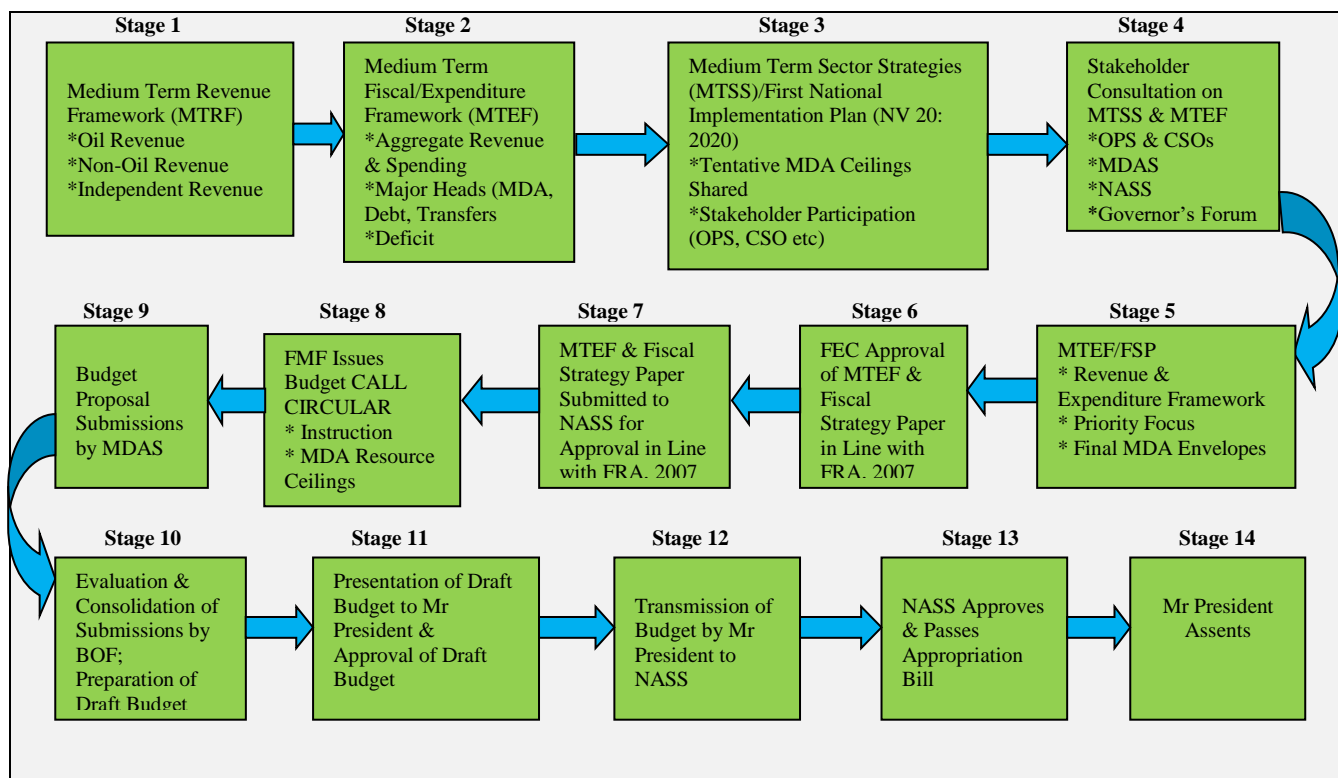 Stage 1
Medium Term Revenue
Framework (MTRF)
*Oil Revenue
*Non-Oil Revenue
*Independent Revenue
Stage 2
Medium Term
Fiscal/Expenditure
Framework (MTEF)
*Aggregate Revenue
& Spending
*Major Heads (MDA,
Debt, Transfers
*Deficit
Stage 3
Medium Term Sector Strategies
(MTSS)/First National
Implementation Plan (NV 20:
2020)
*Tentative MDA Ceilings
Shared
*Stakeholder Participation
(OPS, CSO etc)
Stage 4
Stakeholder
Consultation on
MTSS & MTEF
*OPS & CSOs
*MDAS
*NASS
*Governor's Forum
Stage 9
Budget
Proposal
Submissions
by MDAS
Stage 8
FMF Issues
Budget CALL
CIRCULAR
* Instruction
* MDA Resource
Ceilings
Stage 7
MTEF & Fiscal
Strategy Paper
Submitted to
NASS for
Approval in Line
with FRA, 2007
Stage 6
FEC Approval
of MTEF &
Fiscal
Strategy Paper
in Line with
FRA, 2007
Stage 5
MTEF/FSP
* Revenue &
Expenditure Framework
* Priority Focus
* Final MDA Envelopes
Stage 10
Evaluation &
Consolidation of
Submissions by
BOF;
Preparation of
Draft Budget
Stage 11
Presentation of Draft
Budget to Mr
President &
Approval of Draft
Budget
Stage 12
Transmission of
Budget by Mr
President to
NASS
Stage 13
NASS Approves
& Passes
Appropriation
Bill
Stage 14
Mr President
Assents